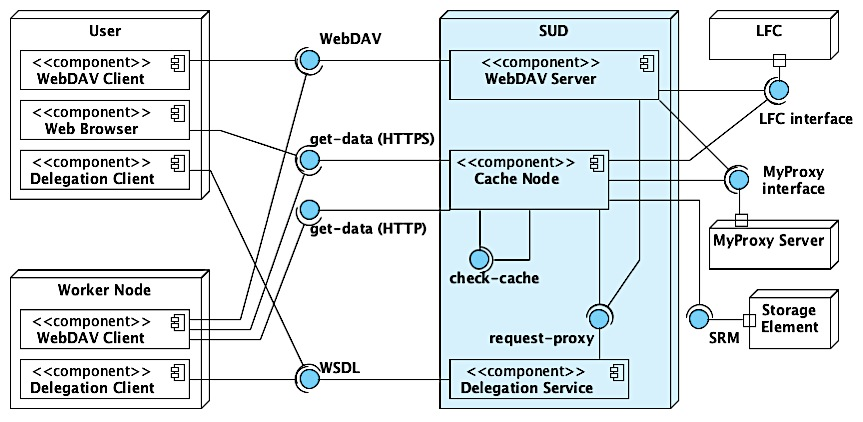 User
<<component>>
WebDAV Client
<<component>>
Web Browser
<<component>>
Delegation Client
Worker Node
<<component>>
WebDAV Client
<<component>>
Delegation Client
WebDAV
get-data (HTTPS)
get-data (HTTP)
WSDL
SUD
<<component>>
WebDAV Server
<<component>>
Cache Node
check-cache
request-proxy
<<component>>
Delegation Service
LFC
LFC interface
MyProxy
interface
MyProxy Server
Storage
Element
SRM